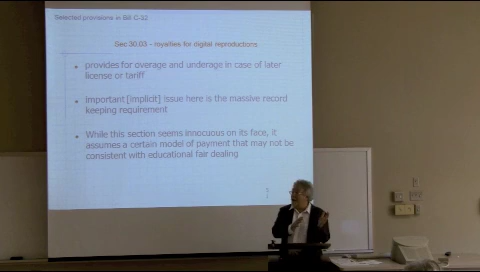 Selected provisions in Bill C-32
Sec 30.03 - royalties for digital reproductions
provides for overage and underage in case of later
license or tariff
important [implicit] issue here is the massive record
keeping requirement
While this section seems innocuous on its face, it
assumes a certain model of payment that may not be
consistent with educational fair dealing